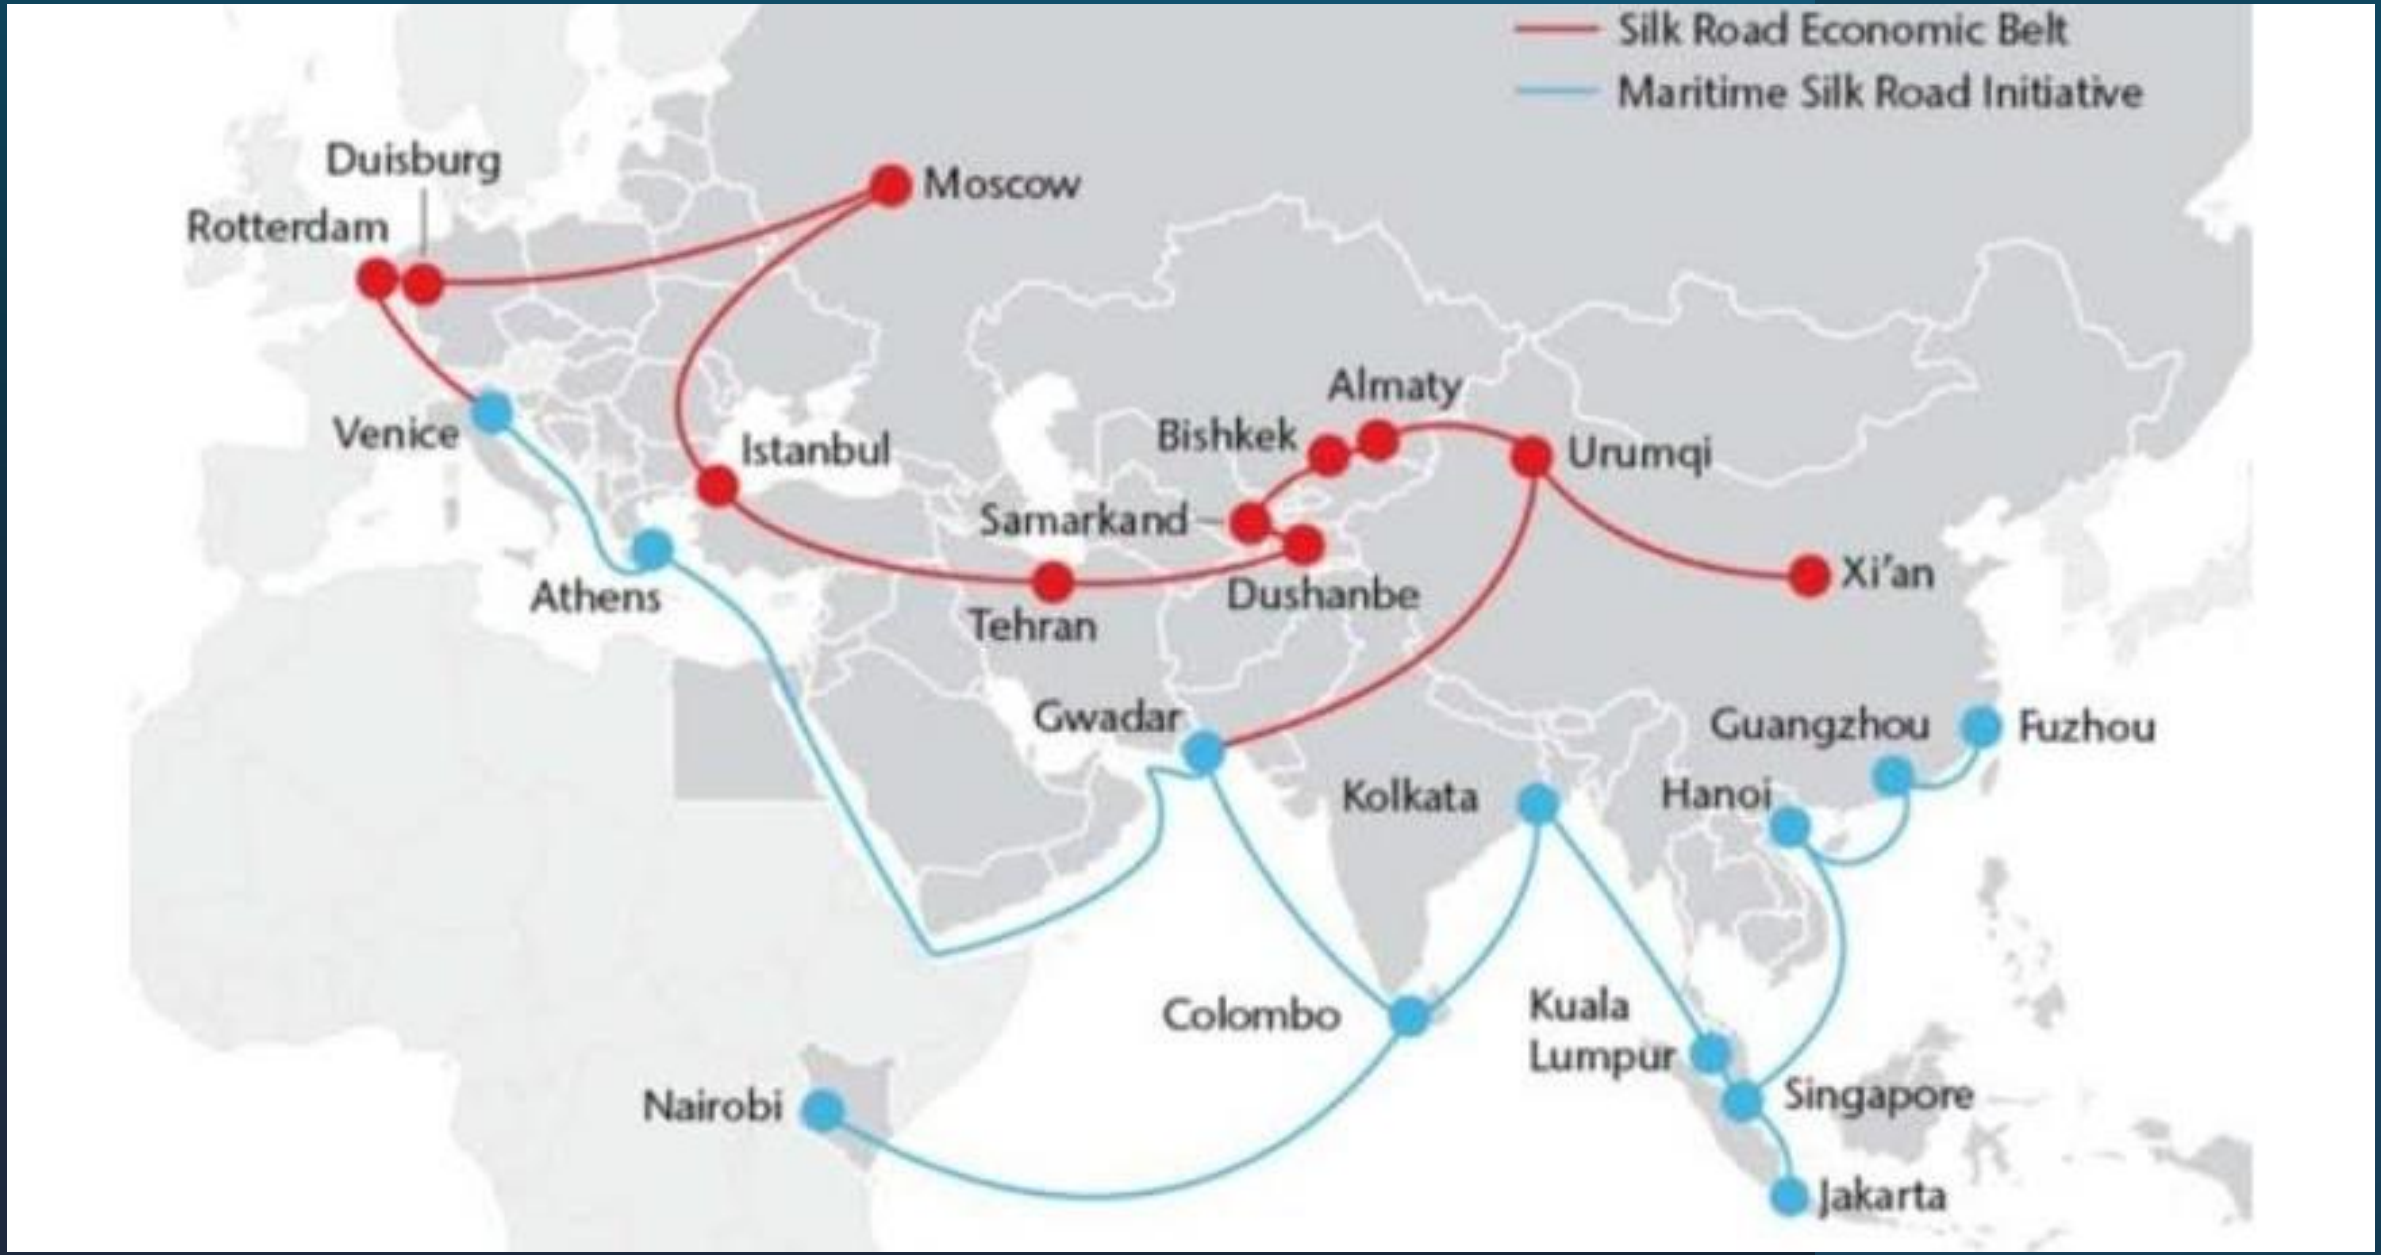 Silk Road Economic Belt
Maritime Silk Road Initiative
Duisburg
Moscow
Rotterdam
Almaty
Venice
Istanbul
Bishkek
Urumqi
Samarkand
Xi'an
Athens
Tehran
Dushanbe
Gwadar
Guangzhou
Fuzhou
Kolkata
Hanoi
Colombo
Kuala
Lumpur
Nairobi
Singapore
Jakarta